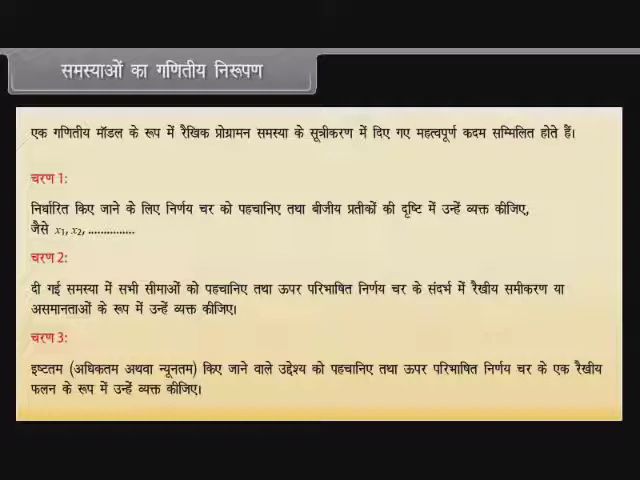 समस्याओं का गणितीय निरूपण
एक गणितीय मॉडल के रूप में रैखिक प्रोग्रामन समस्या के सूत्रीकरण में दिए गए महत्वपूर्ण कदम सम्मिलित होते हैं।
चरण 1:
निर्धारित किए जाने के लिए निर्णय चर को पहचानिए तथा बीजीय प्रतीकों की दृष्टि में उन्हें व्यक्त कीजिए,
जैसे x₁, x₂, ...............
चरण 2:
दी गई समस्या में सभी सीमाओं को पहचानिए तथा ऊपर परिभाषित निर्णय चर के संदर्भ में रैखीय समीकरण या
असमानताओं के रूप में उन्हें व्यक्त कीजिए।
चरण 3:
इष्टतम (अधिकतम अथवा न्यूनतम) किए जाने वाले उद्देश्य को पहचानिए तथा ऊपर परिभाषित निर्णय चर के एक रैखीय
फलन के रूप में उन्हें व्यक्त कीजिए।